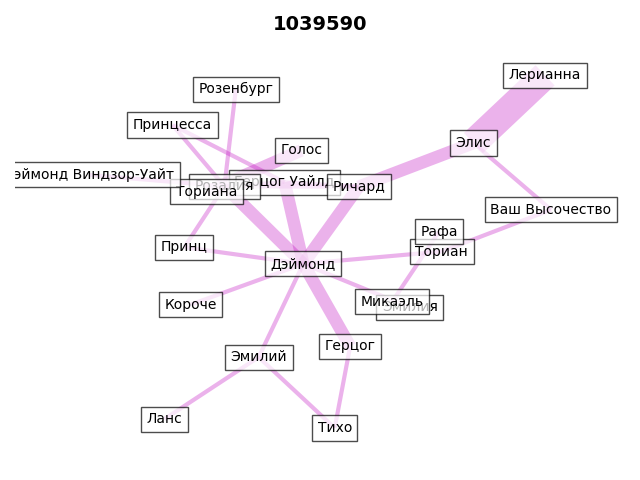 1039590
Лерианна
Розенбург
Принцесса
Элис
Голос
эймонд Виндзор-Уайт
Герцог Уайлд
Розалия
Ториана
Ричард
Ваш Высочество
Рафа
Ториан
Принц
Дэймонд
Короче
Микаэль
Эмилия
Герцог
Эмилий
Ланс
Тихо